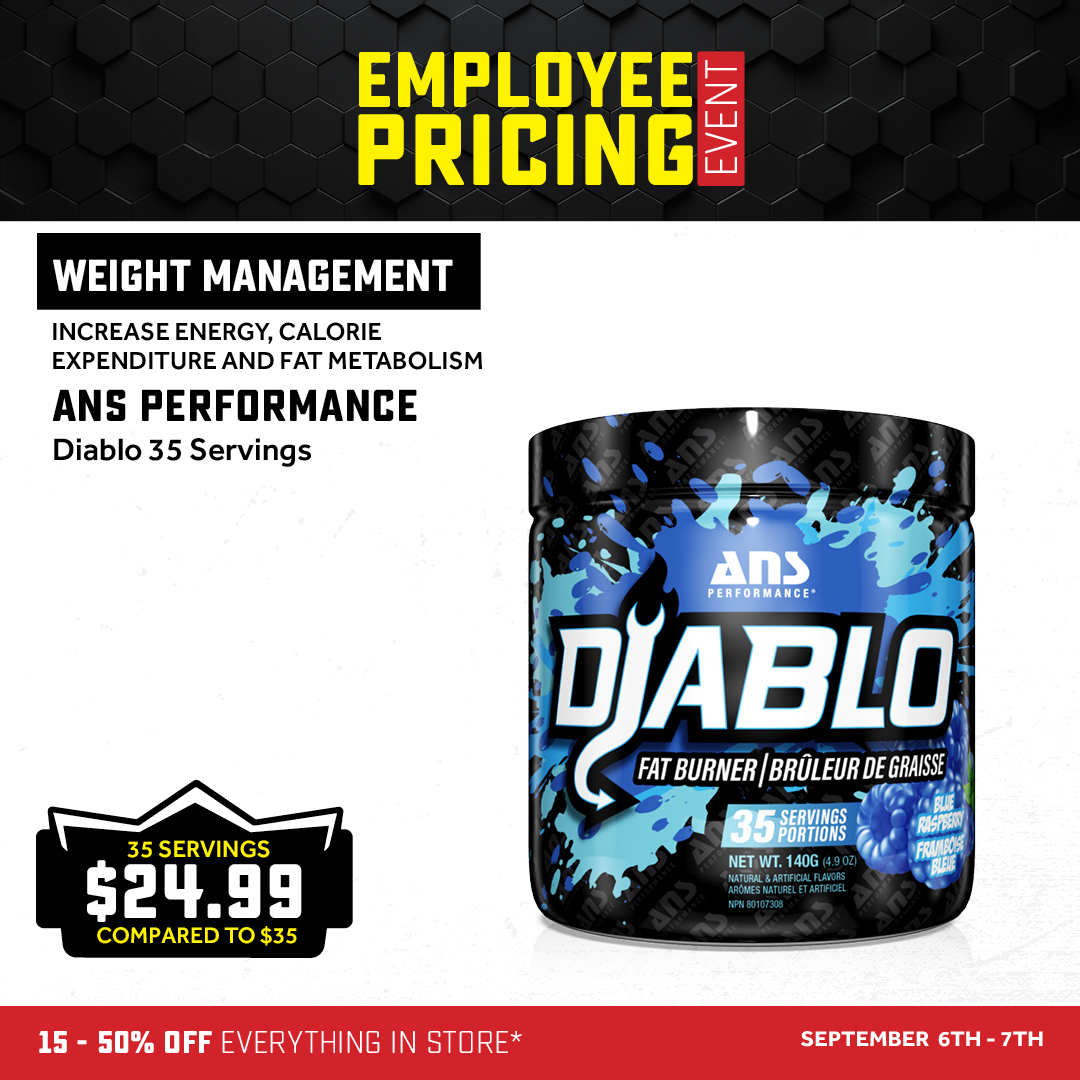 EMPLOYEE
PRICING
EVENT
WEIGHT MANAGEMENT
INCREASE ENERGY, CALORIE
EXPENDITURE AND FAT METABOLISM
ANS PERFORMANCE
Diablo 35 Servings
ANS
PERFORMANCE®
DIABLO
FAT BURNER | BRÛLEUR DE GRAISSE
35 SERVINGS
PORTIONS
BLUE
RASPBERRY
FRAMBOISE
BLEUE
NET WT. 140G (4.9 OZ)
NATURAL & ARTIFICIAL FLAVORS
ARÔMES NATUREL ET ARTIFICIEL
NPN 80107308
35 SERVINGS
$24.99
COMPARED TO $35
15 - 50% OFF EVERYTHING IN STORE*
SEPTEMBER 6TH - 7TH